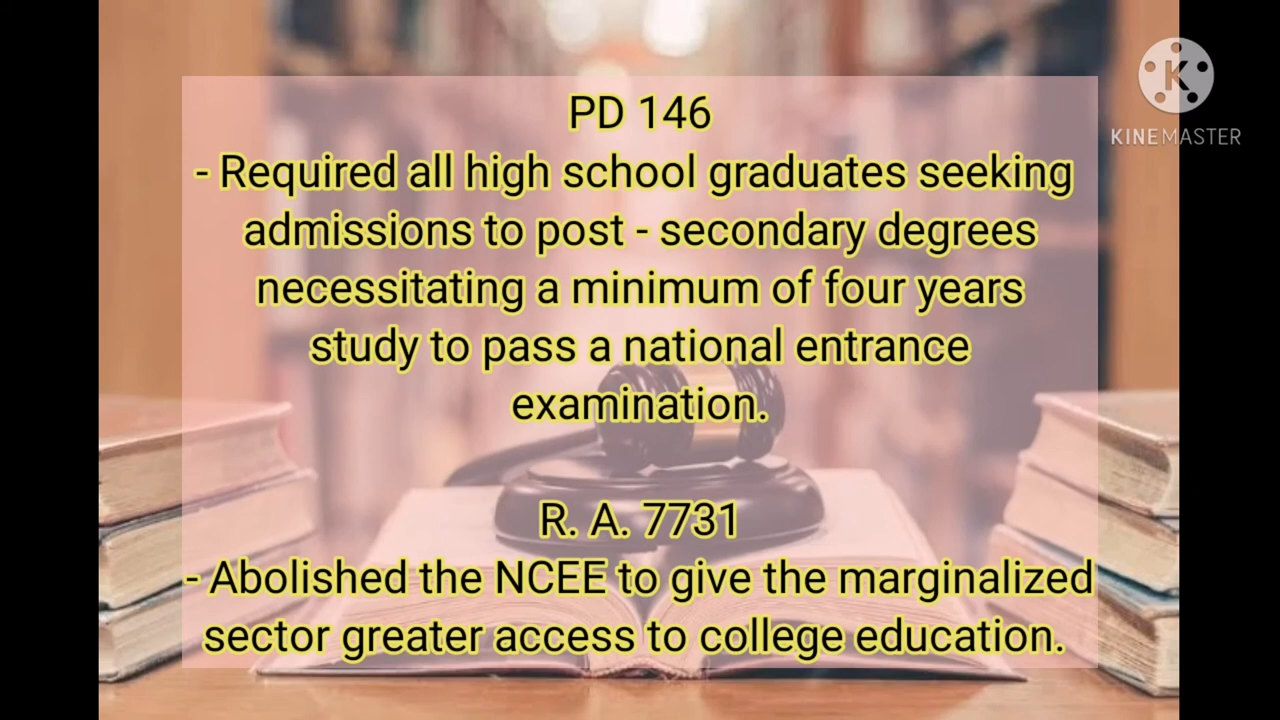 PD 146
- Required all high school graduates seeking
admissions to post - secondary degrees
necessitating a minimum of four years
study to pass a national entrance
examination.
R. A. 7731
- Abolished the NCEE to give the marginalized
sector greater access to college education.
K
KINEMASTER